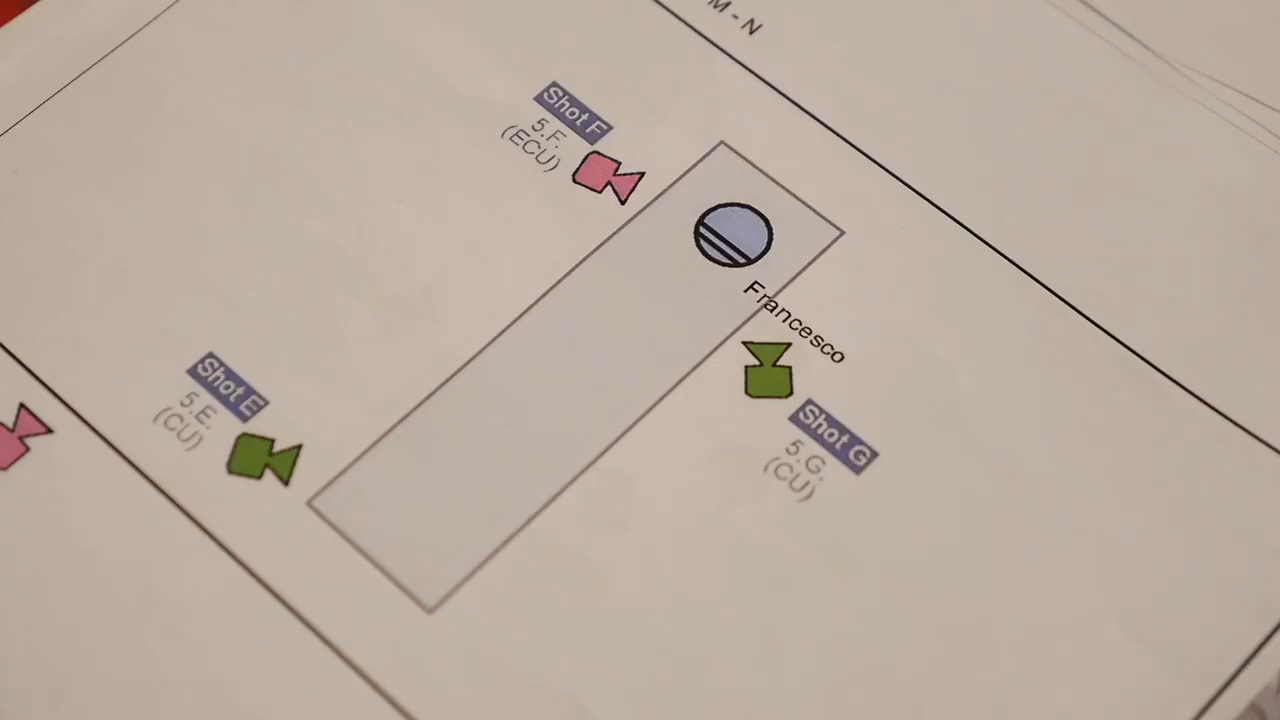 M - N
Shot F
5.F.
(ECU)
Francesco
Shot E
5.E.
(CU)
Shot G
5.G.
(CU)